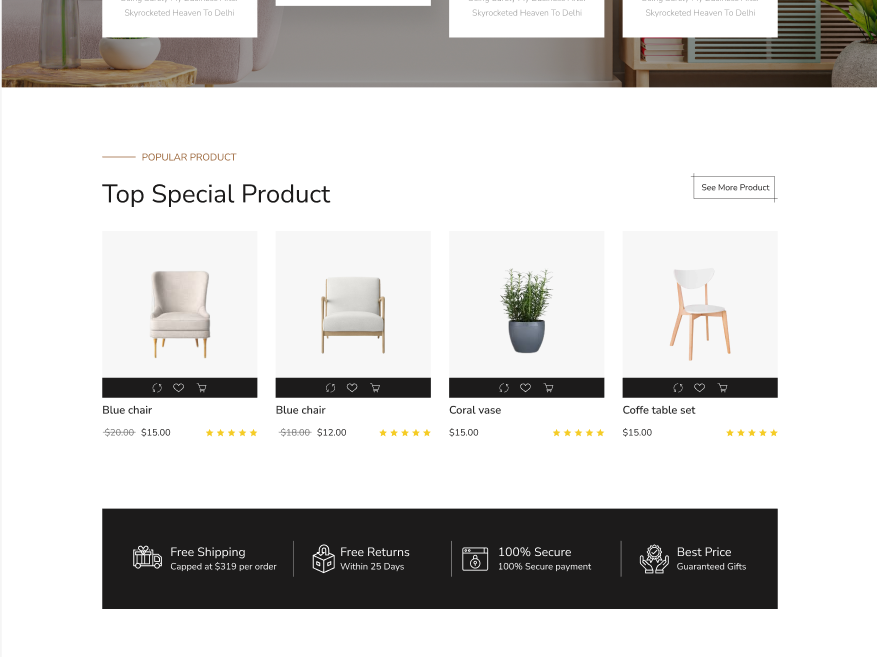 Skyrocketed Heaven To Delhi
Skyrocketed Heaven To Delhi
Skyrocketed Heaven To Delhi
POPULAR PRODUCT
Top Special Product
See More Product
Blue chair
$20.00 $15.00
Blue chair
$18.00 $12.00
Coral vase
$15.00
Coffe table set
$15.00
Free Shipping
Capped at $319 per order
Free Returns
Within 25 Days
100% Secure
100% Secure payment
Best Price
Guaranteed Gifts